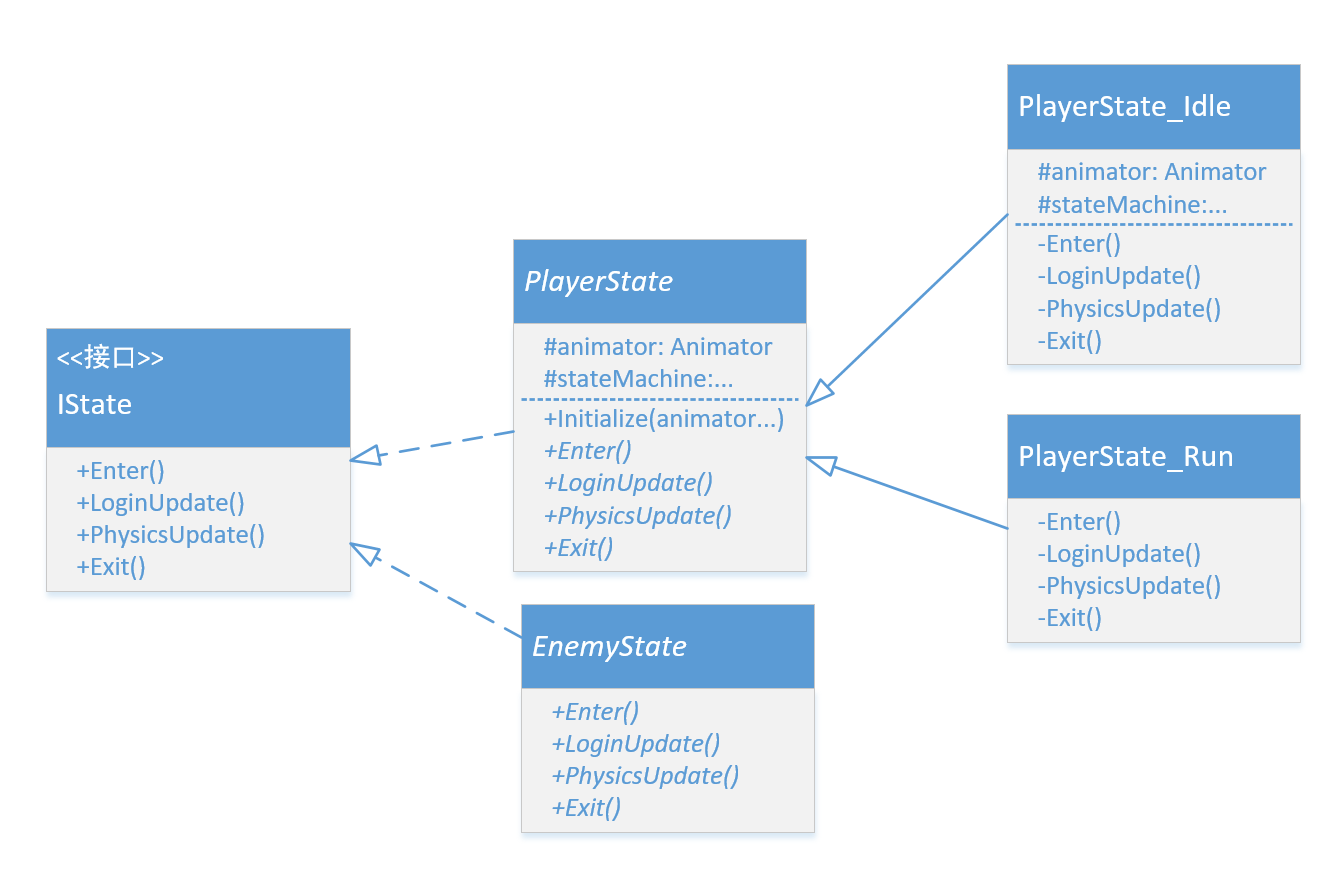 <<接口>>
IState
+Enter()
+LoginUpdate()
+PhysicsUpdate()
+Exit()
PlayerState
#animator: Animator
#stateMachine:...
+Initialize(animator...)
+Enter()
+LoginUpdate()
+PhysicsUpdate()
+Exit()
EnemyState
+Enter()
+LoginUpdate()
+PhysicsUpdate()
+Exit()
PlayerState_Idle
#animator: Animator
#stateMachine:...
-Enter()
-LoginUpdate()
-PhysicsUpdate()
-Exit()
PlayerState_Run
-Enter()
-LoginUpdate()
-PhysicsUpdate()
-Exit()